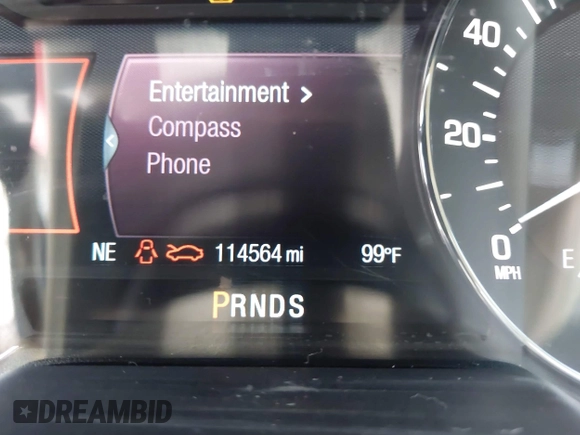 Entertainment >
Compass
Phone
NE 114564 mi 99°F
PRNDS
40
20
0
MPH
E
DREAMBID